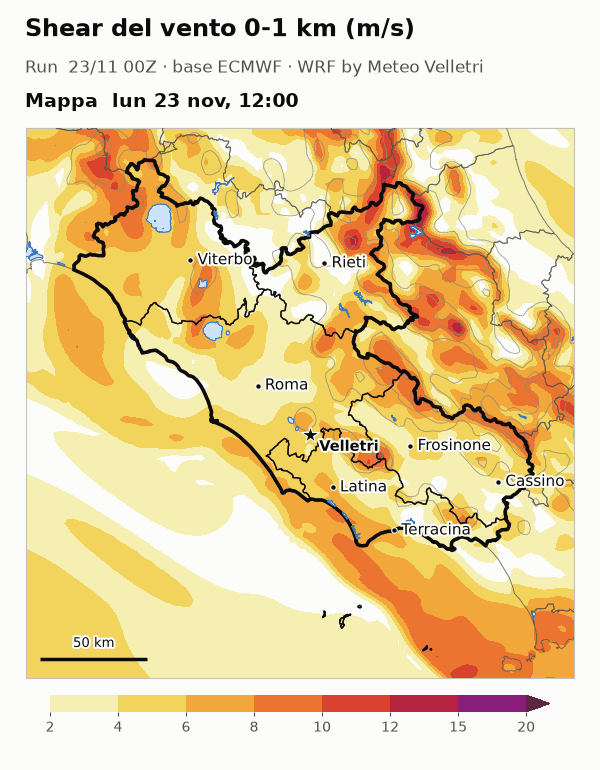 Shear del vento 0-1 km (m/s)
Run  23/11 00Z · base ECMWF · WRF by Meteo Velletri
Mappa  lun 23 nov, 12:00
Viterbo
Rieti
Roma
Velletri
Frosinone
Cassino
Latina
Terracina
50 km
2 4 6 8 10 12 15 20